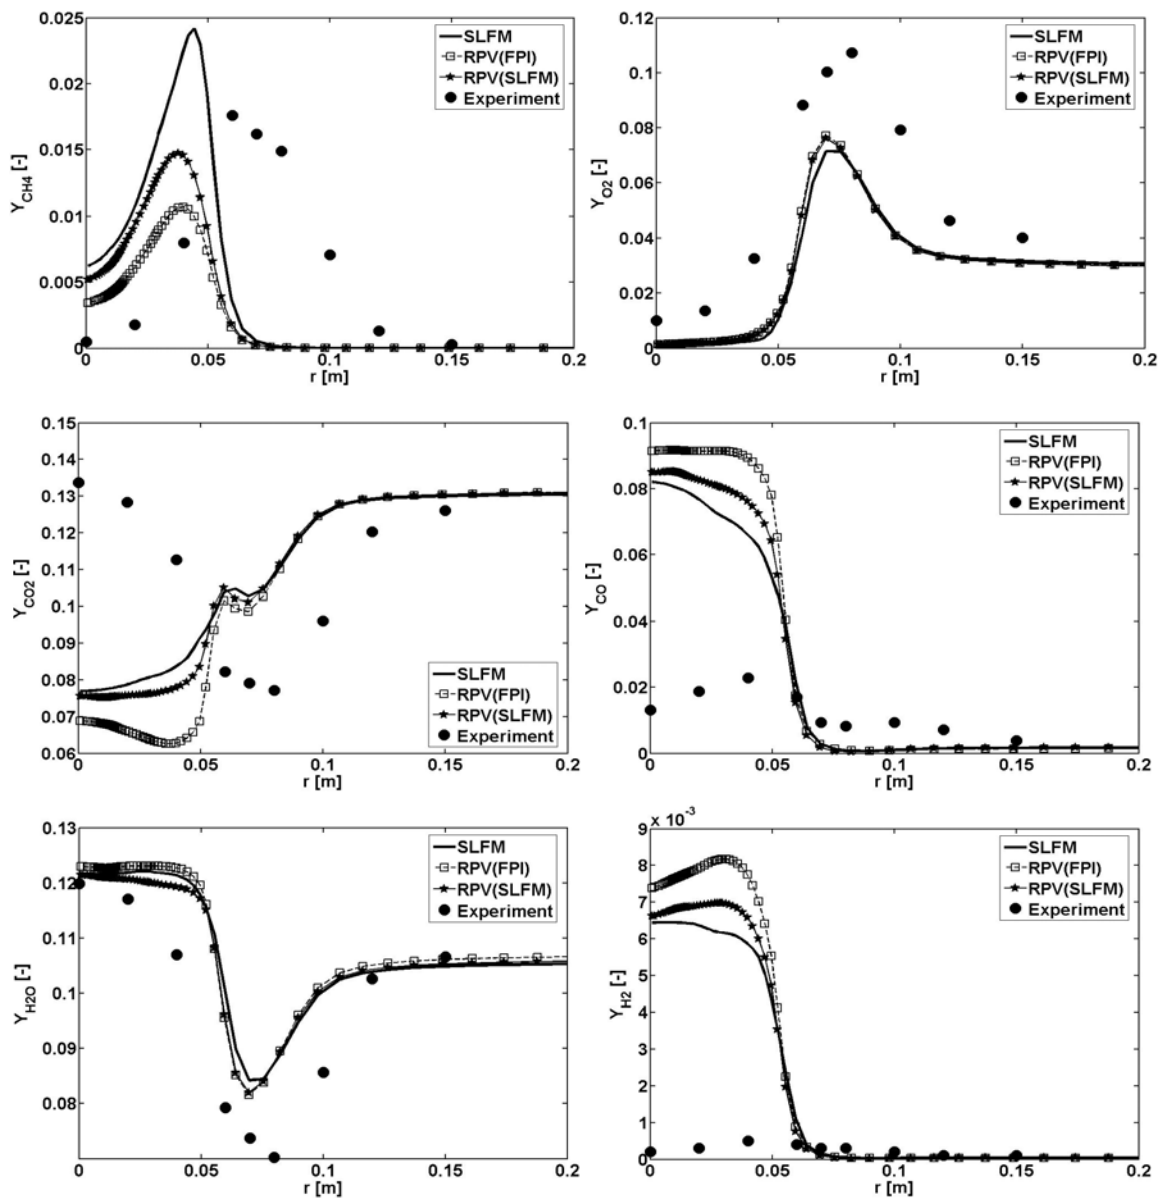 0.025
0.02
0.015
0.01
0.005
0
Y_CH4 [-]
0 0.05 0.1 0.15 0.2
r [m]
SLFM
RPV(FPI)
RPV(SLFM)
Experiment
0.12
0.1
0.08
0.06
0.04
0.02
0
Y_O2 [-]
0 0.05 0.1 0.15 0.2
r [m]
SLFM
RPV(FPI)
RPV(SLFM)
Experiment
0.15
0.14
0.13
0.12
0.11
0.1
0.09
0.08
0.07
0.06
Y_CO2 [-]
0 0.05 0.1 0.15 0.2
r [m]
SLFM
RPV(FPI)
RPV(SLFM)
Experiment
0.1
0.08
0.06
0.04
0.02
0
Y_CO [-]
0 0.05 0.1 0.15 0.2
r [m]
SLFM
RPV(FPI)
RPV(SLFM)
Experiment
0.13
0.12
0.11
0.1
0.09
0.08
Y_H2O [-]
0 0.05 0.1 0.15 0.2
r [m]
SLFM
RPV(FPI)
RPV(SLFM)
Experiment
x 10^-3
9
8
7
6
5
4
3
2
1
0
Y_H2 [-]
0 0.05 0.1 0.15 0.2
r [m]
SLFM
RPV(FPI)
RPV(SLFM)
Experiment